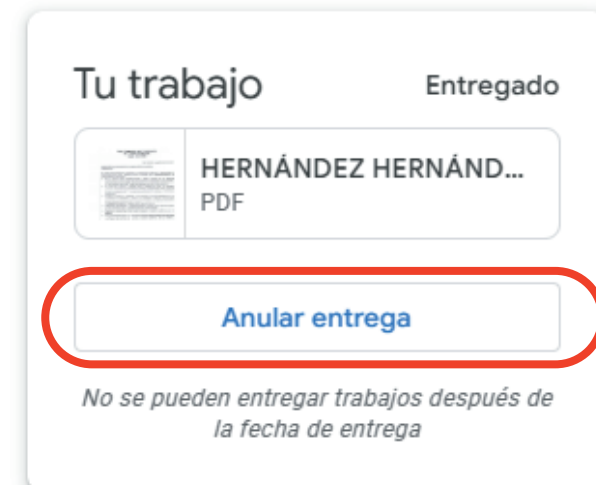 Tu trabajo
Entregado
HERNÁNDEZ HERNÁND...
PDF
Anular entrega
No se pueden entregar trabajos después de
la fecha de entrega